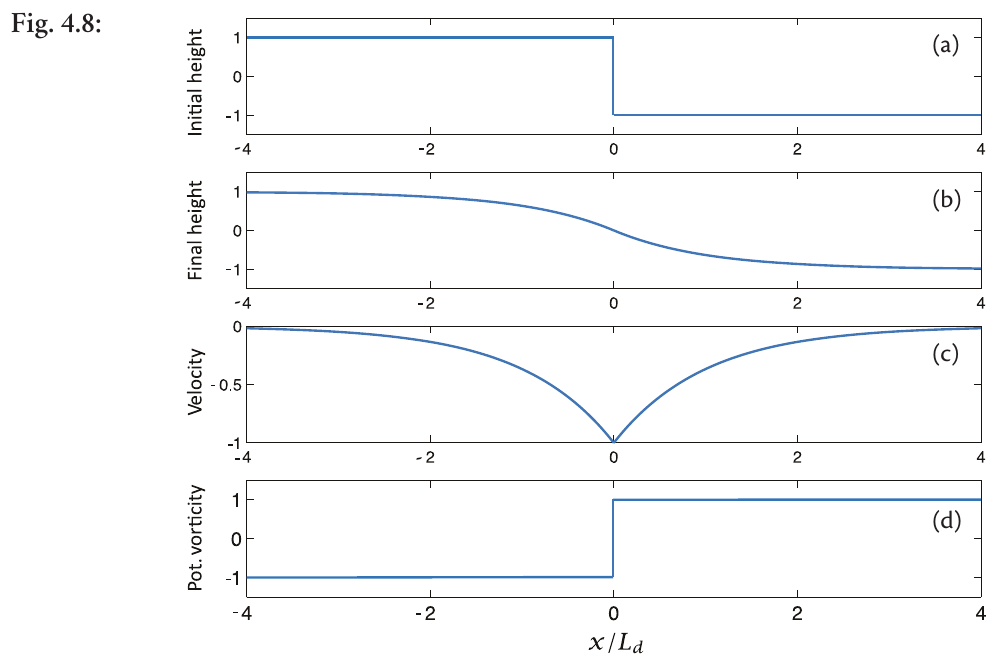 Fig. 4.8:
Initial height
1
0
-1
(a)
-4 -2 0 2 4
Final height
1
0
-1
(b)
-4 -2 0 2 4
Velocity
0
-0.5
-1
(c)
-4 -2 0 2 4
Pot. vorticity
1
0
-1
(d)
-4 -2 0 2 4
x/L_d